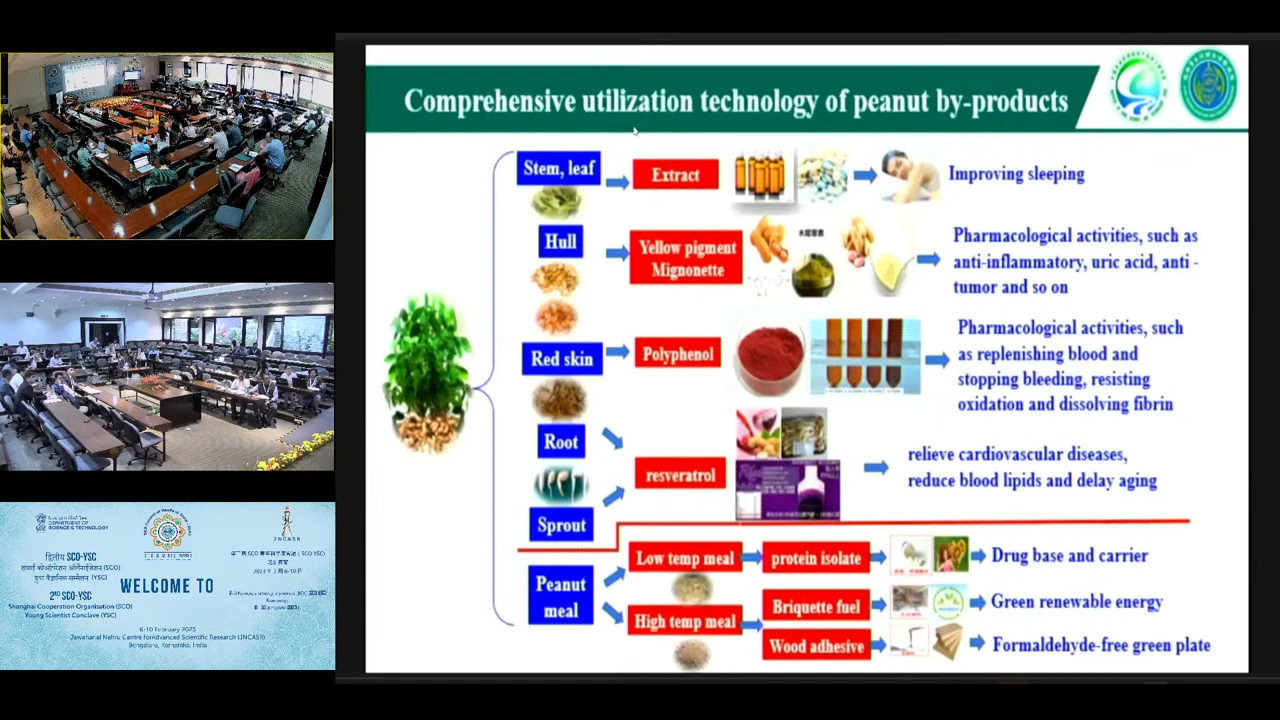 Comprehensive utilization technology of peanut by-products
Stem, leaf
Extract
Improving sleeping
Hull
Yellow pigment
Mignonette
Pharmacological activities, such as
anti-inflammatory, uric acid, anti -
tumor and so on
Red skin
Polyphenol
Pharmacological activities, such
as replenishing blood and
stopping bleeding, resisting
oxidation and dissolving fibrin
Root
resveratrol
relieve cardiovascular diseases,
reduce blood lipids and delay aging
Sprout
Peanut
meal
Low temp meal
protein isolate
Drug base and carrier
High temp meal
Briquette fuel
Green renewable energy
Wood adhesive
Formaldehyde-free green plate
DEPARTMENT OF
SCIENCE & TECHNOLOGY
JNCASR
द्वितीय SCO-YSC
WELCOME TO
2ND SCO-YSC
Shanghai Cooperation Organisation (SCO)
Young Scientist Conclave (YSC)
6-10 February 2023
Jawaharlal Nehru Centre for Advanced Scientific Research (JNCASR)
Bengaluru, Karnataka, India